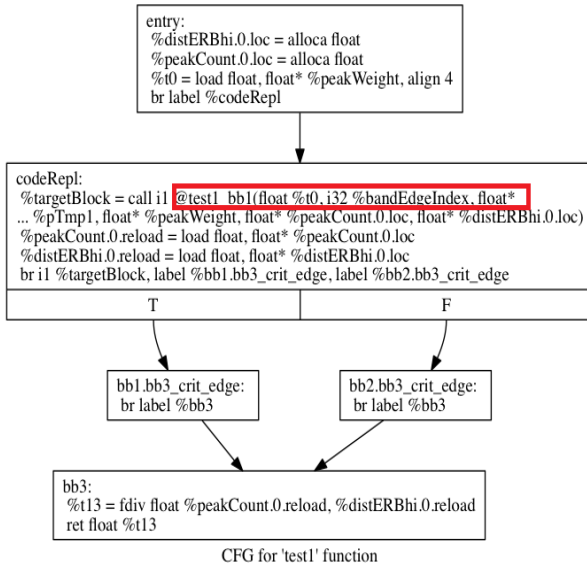 entry:
%distERBhi.0.loc = alloca float
%peakCount.0.loc = alloca float
%t0 = load float, float* %peakWeight, align 4
br label %codeRepl
codeRepl:
%targetBlock = call i1 @test1_bb1(float %t0, i32 %bandEdgeIndex, float*
... %pTmp1, float* %peakWeight, float* %peakCount.0.loc, float* %distERBhi.0.loc)
%peakCount.0.reload = load float, float* %peakCount.0.loc
%distERBhi.0.reload = load float, float* %distERBhi.0.loc
br i1 %targetBlock, label %bb1.bb3_crit_edge, label %bb2.bb3_crit_edge
T F
bb1.bb3_crit_edge:
br label %bb3
bb2.bb3_crit_edge:
br label %bb3
bb3:
%t13 = fdiv float %peakCount.0.reload, %distERBhi.0.reload
ret float %t13
CFG for 'test1' function